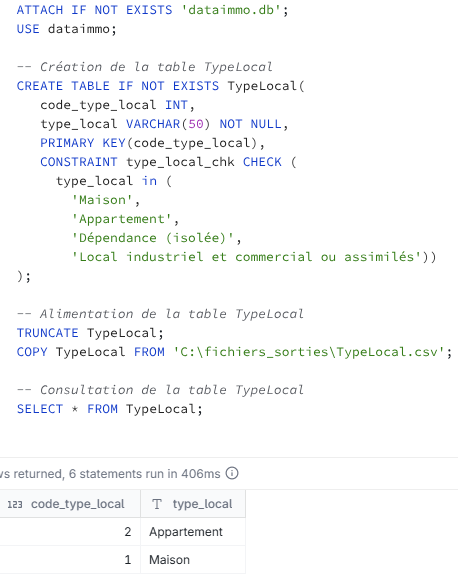 ATTACH IF NOT EXISTS 'dataimmo.db';
USE dataimmo;
-- Création de la table TypeLocal
CREATE TABLE IF NOT EXISTS TypeLocal(
code_type_local INT,
type_local VARCHAR(50) NOT NULL,
PRIMARY KEY(code_type_local),
CONSTRAINT type_local_chk CHECK (
type_local in (
'Maison',
'Appartement',
'Dépendance (isolée)',
'Local industriel et commercial ou assimilés'))
);
-- Alimentation de la table TypeLocal
TRUNCATE TypeLocal;
COPY TypeLocal FROM 'C:\fichiers_sorties\TypeLocal.csv';
-- Consultation de la table TypeLocal
SELECT * FROM TypeLocal;
ws returned, 6 statements run in 406ms
123 code_type_local T type_local
2 Appartement
1 Maison